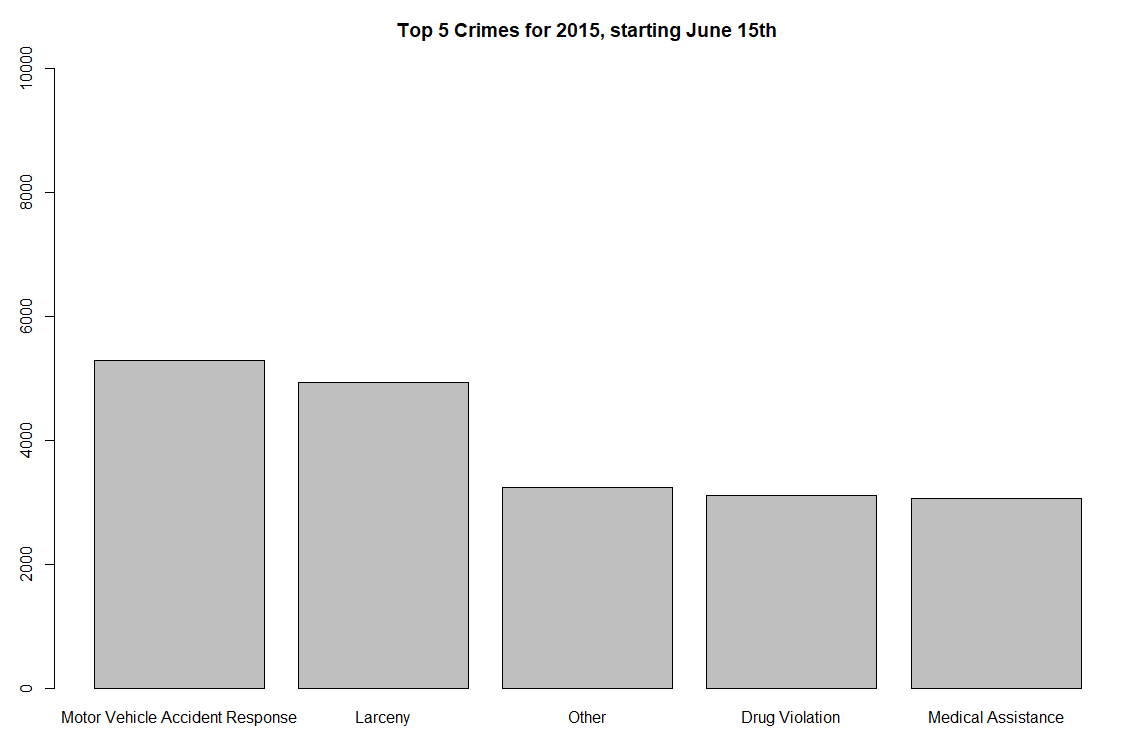 Top 5 Crimes for 2015, starting June 15th
10000
8000
6000
4000
2000
0
Motor Vehicle Accident Response
Larceny
Other
Drug Violation
Medical Assistance